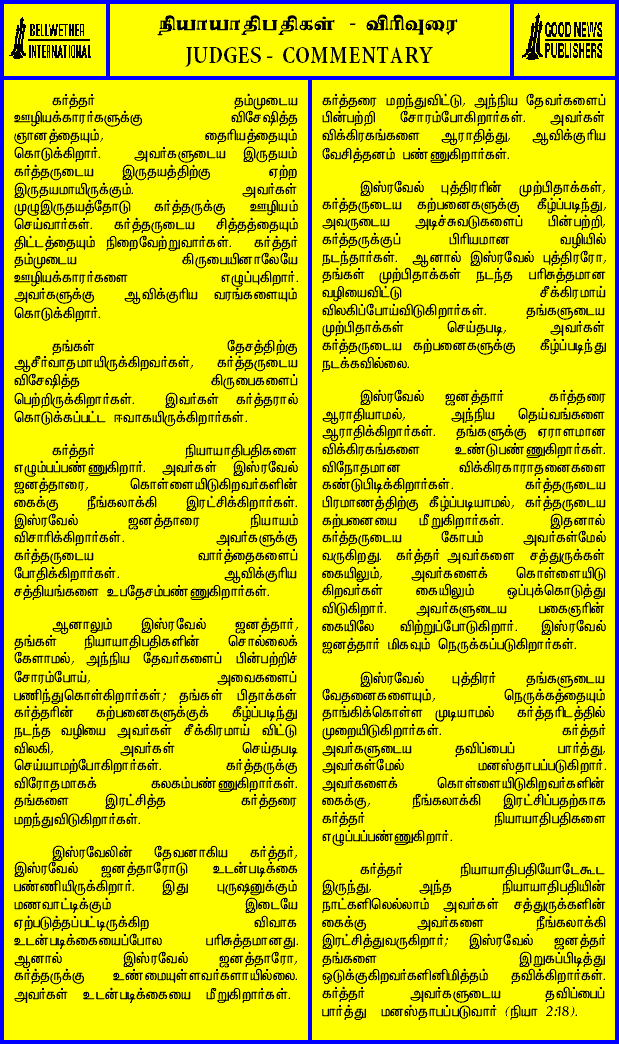 BELLWETHER
INTERNATIONAL
நியாயாதிபதிகள் - விரிவுரை
JUDGES - COMMENTARY
GOOD NEWS
PUBLISHERS
கர்த்தர் தம்முடைய
ஊழியக்காரர்களுக்கு விசேஷித்த
ஞானத்தையும், தைரியத்தையும்
கொடுக்கிறார். அவர்களுடைய இருதயம்
கர்த்தருடைய இருதயத்திற்கு ஏற்ற
இருதயமாயிருக்கும். அவர்கள்
முழுஇருதயத்தோடு கர்த்தருக்கு ஊழியம்
செய்வார்கள். கர்த்தருடைய சித்தத்தையும்
திட்டத்தையும் நிறைவேற்றுவார்கள். கர்த்தர்
தம்முடைய கிருபையினாலேயே
ஊழியக்காரர்களை எழுப்புகிறார்.
அவர்களுக்கு ஆவிக்குரிய வரங்களையும்
கொடுக்கிறார்.
தங்கள் தேசத்திற்கு
ஆசீர்வாதமாயிருக்கிறவர்கள், கர்த்தருடைய
விசேஷித்த கிருபைகளைப்
பெற்றிருக்கிறார்கள். இவர்கள் கர்த்தரால்
கொடுக்கப்பட்ட ஈவாகயிருக்கிறார்கள்.
கர்த்தர் நியாயாதிபதிகளை
எழும்பப்பண்ணுகிறார். அவர்கள் இஸ்ரவேல்
ஜனத்தாரை, கொள்ளையிடுகிறவர்களின்
கைக்கு நீங்கலாக்கி இரட்சிக்கிறார்கள்.
இஸ்ரவேல் ஜனத்தாரை நியாயம்
விசாரிக்கிறார்கள். அவர்களுக்கு
கர்த்தருடைய வார்த்தைகளைப்
போதிக்கிறார்கள். ஆவிக்குரிய
சத்தியங்களை உபதேசம்பண்ணுகிறார்கள்.
ஆனாலும் இஸ்ரவேல் ஜனத்தார்,
தங்கள் நியாயாதிபதிகளின் சொல்லைக்
கேளாமல், அந்நிய தேவர்களைப் பின்பற்றிச்
சோரம்போய், அவைகளைப்
பணிந்துகொள்கிறார்கள்; தங்கள் பிதாக்கள்
கர்த்தரின் கற்பனைகளுக்குக் கீழ்ப்படிந்து
நடந்த வழியை அவர்கள் சீக்கிரமாய் விட்டு
விலகி, அவர்கள் செய்தபடி
செய்யாமற்போகிறார்கள். கர்த்தருக்கு
விரோதமாகக் கலகம்பண்ணுகிறார்கள்.
தங்களை இரட்சித்த கர்த்தரை
மறந்துவிடுகிறார்கள்.
இஸ்ரவேலின் தேவனாகிய கர்த்தர்,
இஸ்ரவேல் ஜனத்தாரோடு உடன்படிக்கை
பண்ணியிருக்கிறார். இது புருஷனுக்கும்
மணவாட்டிக்கும் இடையே
ஏற்படுத்தப்பட்டிருக்கிற விவாக
உடன்படிக்கையைப்போல பரிசுத்தமானது.
ஆனால் இஸ்ரவேல் ஜனத்தாரோ,
கர்த்தருக்கு உண்மையுள்ளவர்களாயில்லை.
அவர்கள் உடன்படிக்கையை மீறுகிறார்கள்.
கர்த்தரை மறந்துவிட்டு, அந்நிய தேவர்களைப்
பின்பற்றி சோரம்போகிறார்கள். அவர்கள்
விக்கிரகங்களை ஆராதித்து, ஆவிக்குரிய
வேசித்தனம் பண்ணுகிறார்கள்.
இஸ்ரவேல் புத்திரரின் முற்பிதாக்கள்,
கர்த்தருடைய கற்பனைகளுக்கு கீழ்ப்படிந்து,
அவருடைய அடிச்சுவடுகளைப் பின்பற்றி,
கர்த்தருக்குப் பிரியமான வழியில்
நடந்தார்கள். ஆனால் இஸ்ரவேல் புத்திரரோ,
தங்கள் முற்பிதாக்கள் நடந்த பரிசுத்தமான
வழியைவிட்டு சீக்கிரமாய்
விலகிப்போய்விடுகிறார்கள். தங்களுடைய
முற்பிதாக்கள் செய்தபடி, அவர்கள்
கர்த்தருடைய கற்பனைகளுக்கு கீழ்ப்படிந்து
நடக்கவில்லை.
இஸ்ரவேல் ஜனத்தார் கர்த்தரை
ஆராதியாமல், அந்நிய தெய்வங்களை
ஆராதிக்கிறார்கள். தங்களுக்கு ஏராளமான
விக்கிரகங்களை உண்டுபண்ணுகிறார்கள்.
விநோதமான விக்கிரகாராதனைகளை
கண்டுபிடிக்கிறார்கள். கர்த்தருடைய
பிரமாணத்திற்கு கீழ்ப்படியாமல், கர்த்தருடைய
கற்பனையை மீறுகிறார்கள். இதனால்
கர்த்தருடைய கோபம் அவர்கள்மேல்
வருகிறது. கர்த்தர் அவர்களை சத்துருக்கள்
கையிலும், அவர்களைக் கொள்ளையிடு
கிறவர்கள் கையிலும் ஒப்புக்கொடுத்து
விடுகிறார். அவர்களுடைய பகைஞரின்
கையிலே விற்றுப்போடுகிறார். இஸ்ரவேல்
ஜனத்தார் மிகவும் நெருக்கப்படுகிறார்கள்.
இஸ்ரவேல் புத்திரர் தங்களுடைய
வேதனைகளையும், நெருக்கத்தையும்
தாங்கிக்கொள்ள முடியாமல் கர்த்தரிடத்தில்
முறையிடுகிறார்கள். கர்த்தர்
அவர்களுடைய தவிப்பைப் பார்த்து,
அவர்கள்மேல் மனஸ்தாபப்படுகிறார்.
அவர்களைக் கொள்ளையிடுகிறவர்களின்
கைக்கு, நீங்கலாக்கி இரட்சிப்பதற்காக
கர்த்தர் நியாயாதிபதிகளை
எழுப்பப்பண்ணுகிறார்.
கர்த்தர் நியாயாதிபதியோடேகூட
இருந்து, அந்த நியாயாதிபதியின்
நாட்களிலெல்லாம் அவர்கள் சத்துருக்களின்
கைக்கு அவர்களை நீங்கலாக்கி
இரட்சித்துவருகிறார்; இஸ்ரவேல் ஜனத்தர்
தங்களை இறுகப்பிடித்து
ஒடுக்குகிறவர்களினிமித்தம் தவிக்கிறார்கள்.
கர்த்தர் அவர்களுடைய தவிப்பைப்
பார்த்து மனஸ்தாபப்படுவார் (நியா 2:18).